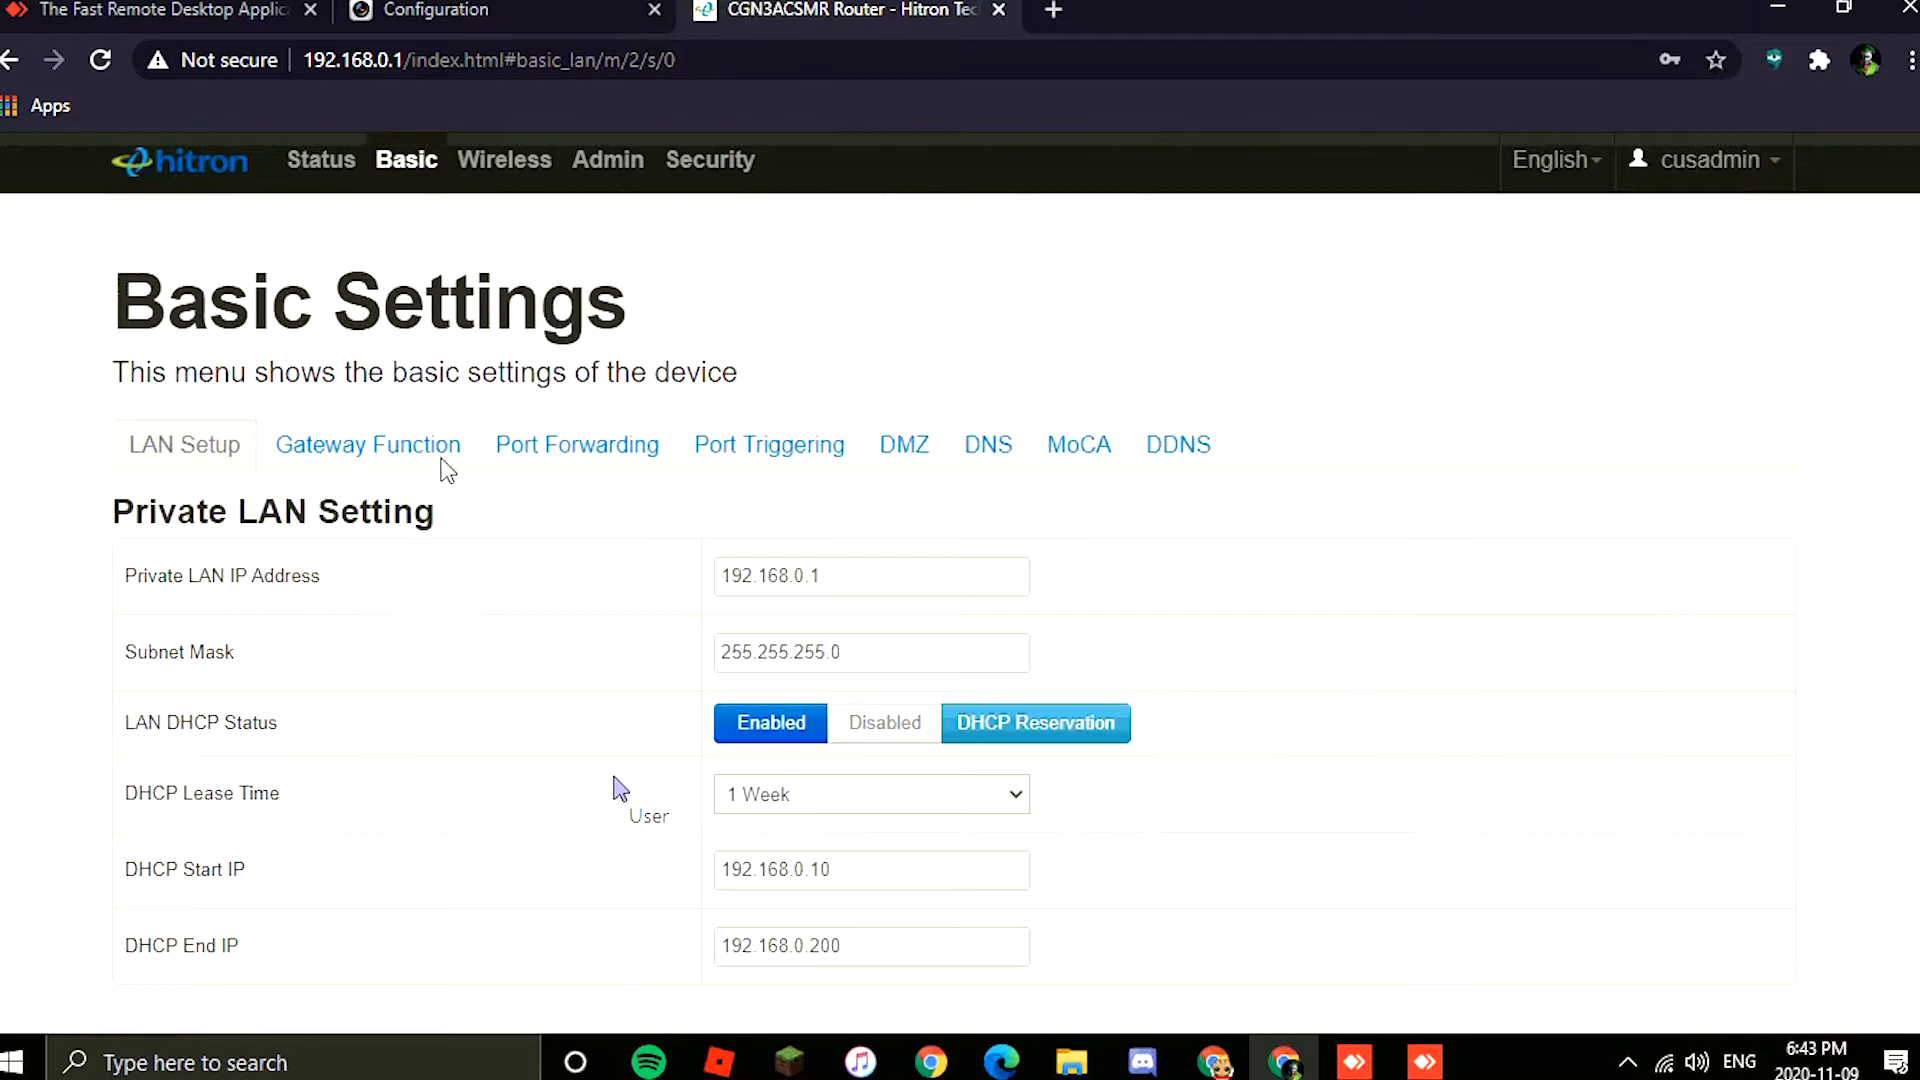 The Fast Remote Desktop Applic
Configuration
CGN3ACSMR Router - Hitron Tec
Not secure
192.168.0.1/index.html#basic_lan/m/2/s/0
Apps
hitron
Status Basic Wireless Admin Security
English
cusadmin
Basic Settings
This menu shows the basic settings of the device
LAN Setup Gateway Function Port Forwarding Port Triggering DMZ DNS MoCA DDNS
Private LAN Setting
Private LAN IP Address 192.168.0.1
Subnet Mask 255.255.255.0
LAN DHCP Status Enabled Disabled DHCP Reservation
DHCP Lease Time 1 Week
User
DHCP Start IP 192.168.0.10
DHCP End IP 192.168.0.200
Type here to search
ENG
6:43 PM
2020-11-09